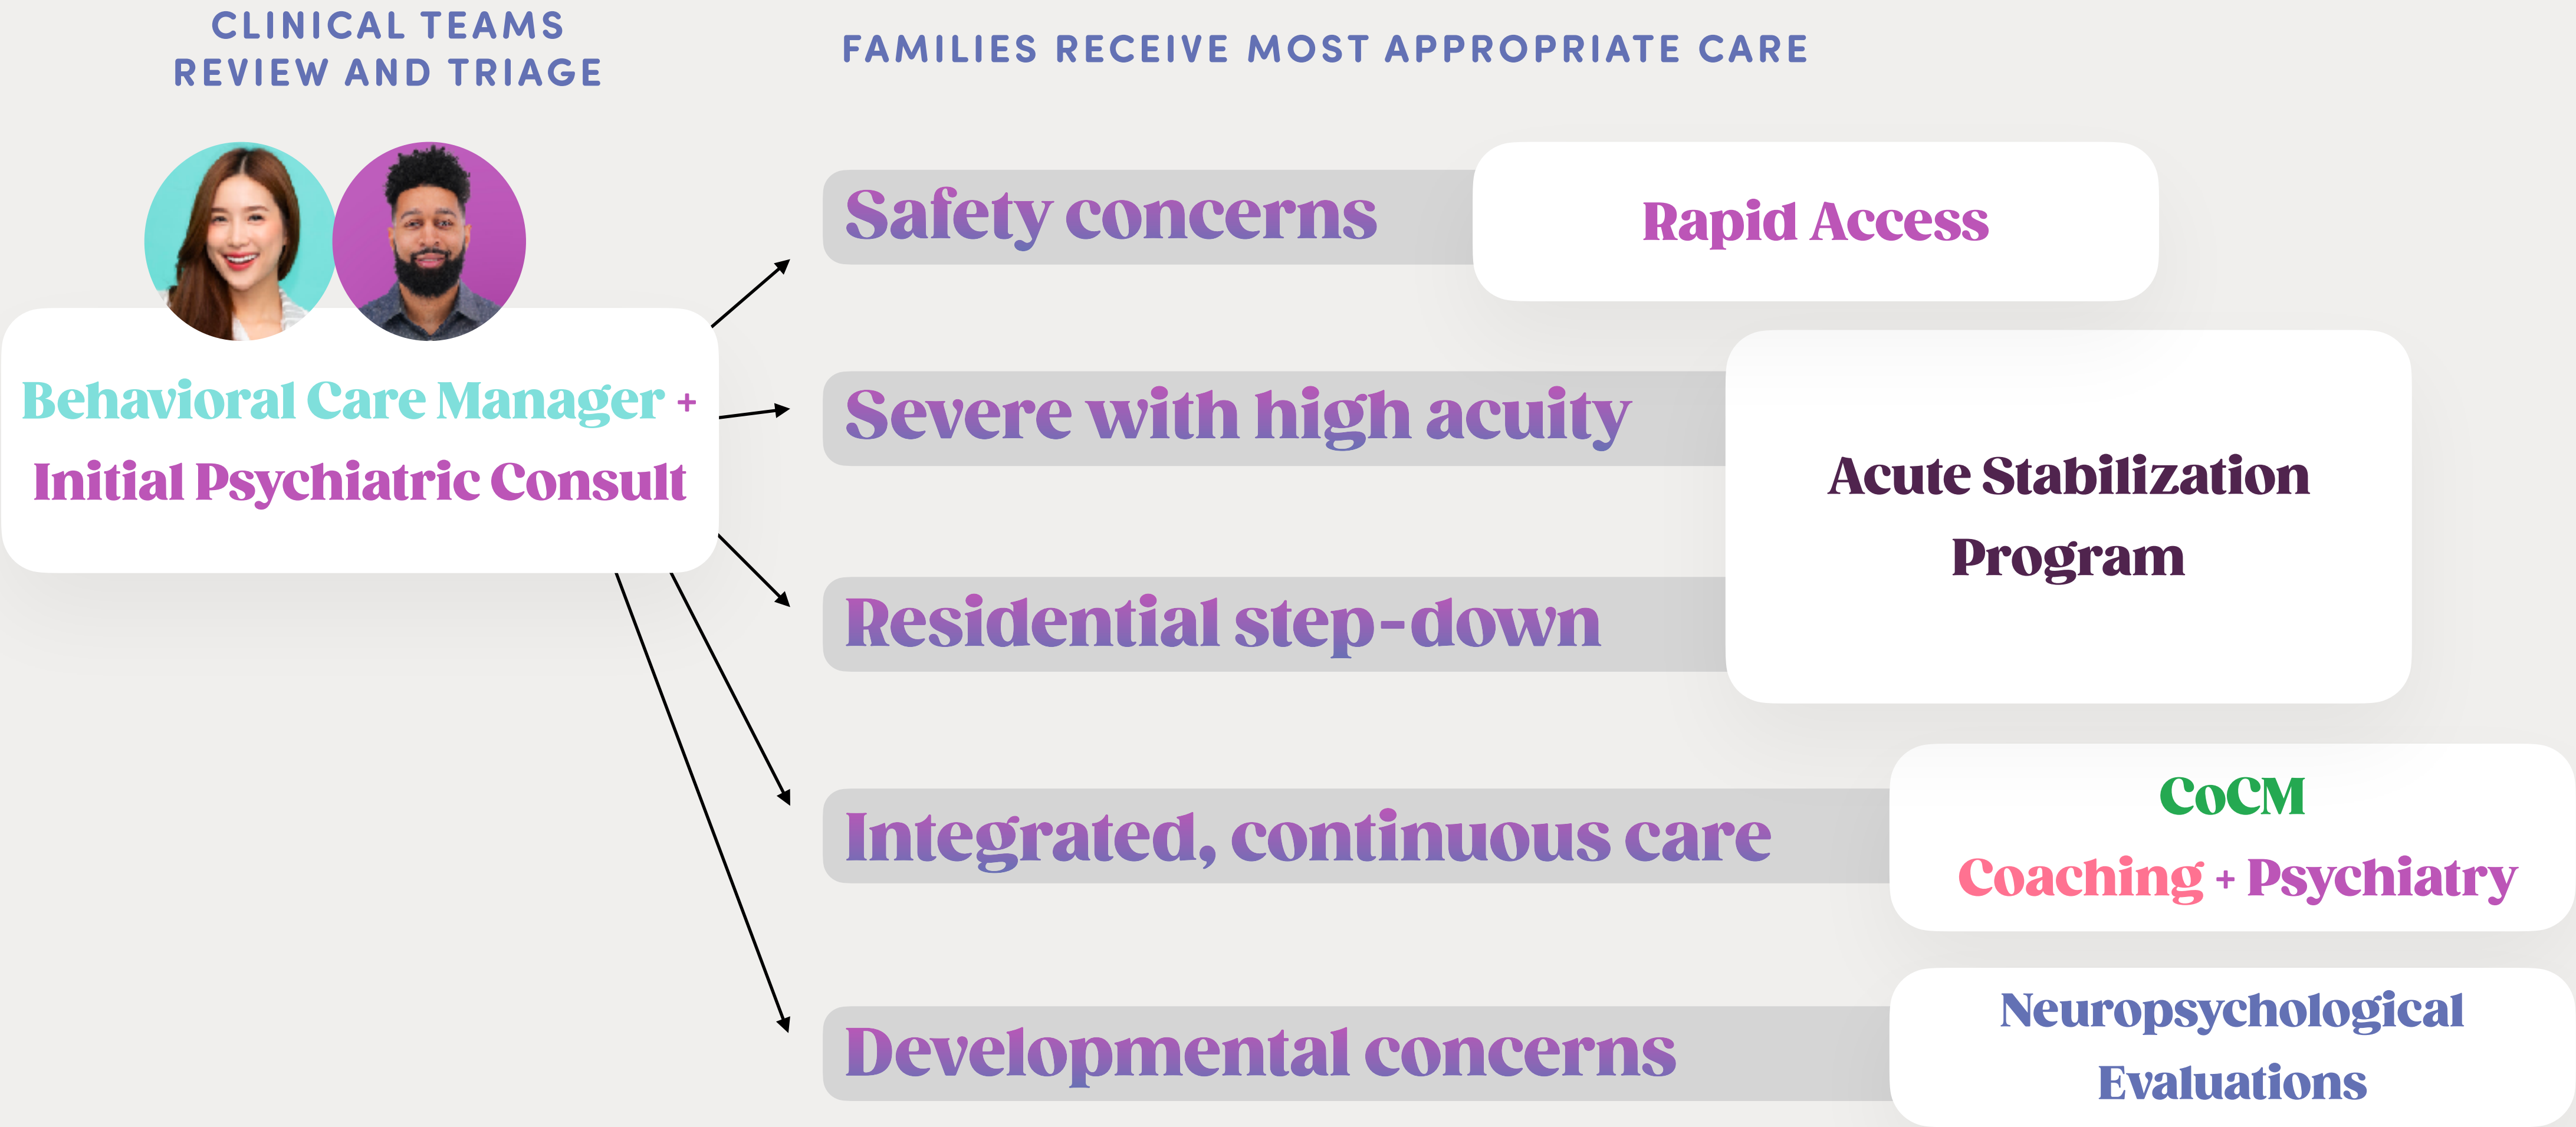 CLINICAL TEAMS
REVIEW AND TRIAGE
FAMILIES RECEIVE MOST APPROPRIATE CARE
Behavioral Care Manager +
Initial Psychiatric Consult
Safety concerns
Rapid Access
Severe with high acuity
Residential step-down
Acute Stabilization
Program
Integrated, continuous care
CoCM
Coaching + Psychiatry
Developmental concerns
Neuropsychological
Evaluations